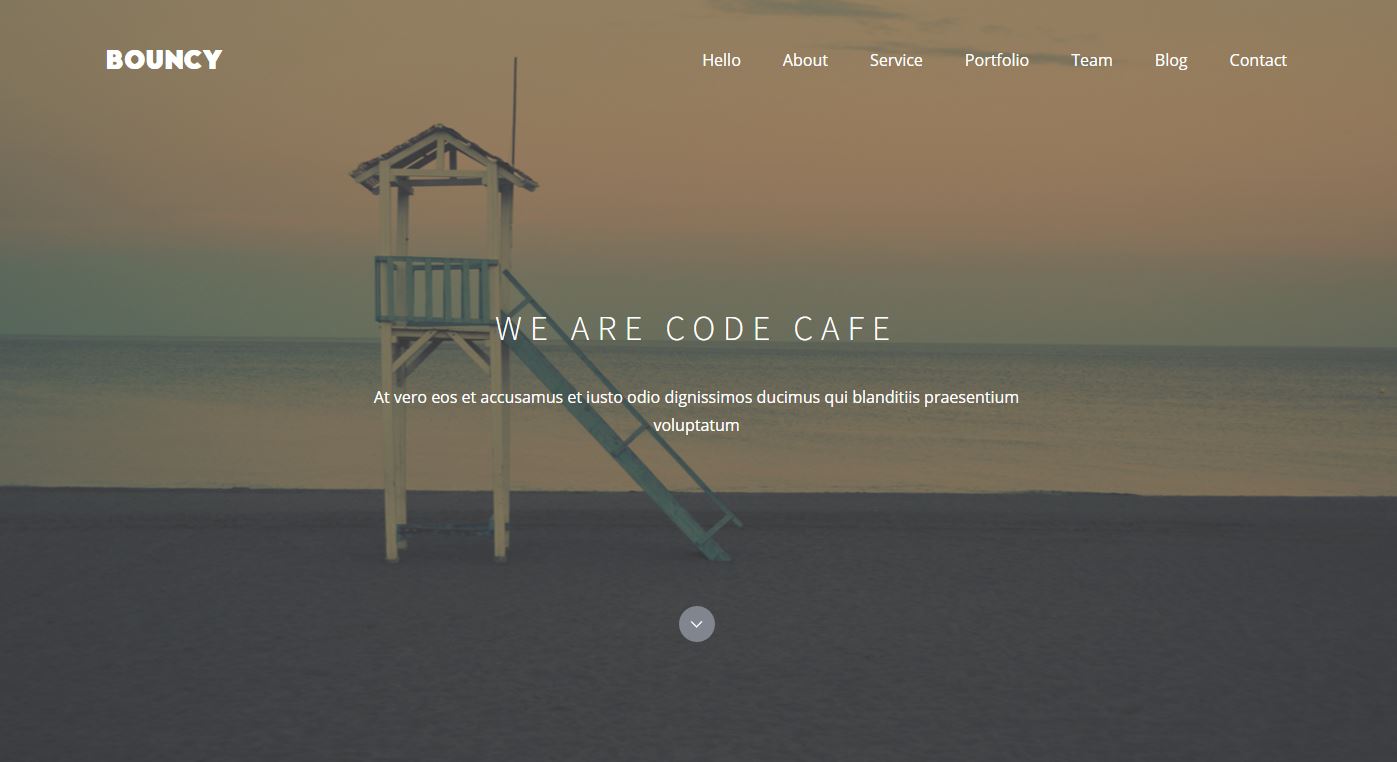 BOUNCY
Hello About Service Portfolio Team Blog Contact
WE ARE CODE CAFE
At vero eos et accusamus et iusto odio dignissimos ducimus qui blanditiis praesentium
voluptatum